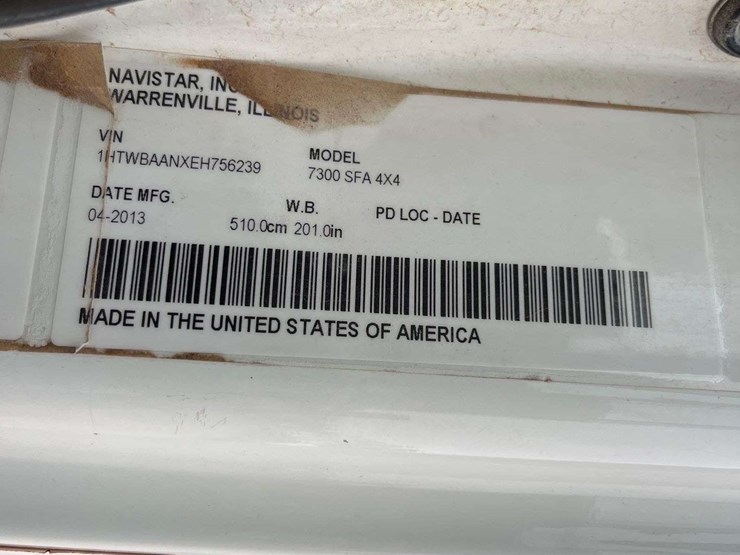 NAVISTAR, INC
WARRENVILLE, ILLINOIS
VIN
1HTWBAANXEH756239
MODEL
7300 SFA 4X4
DATE MFG.
04-2013
W.B.
510.0cm 201.0in
PD LOC - DATE
MADE IN THE UNITED STATES OF AMERICA